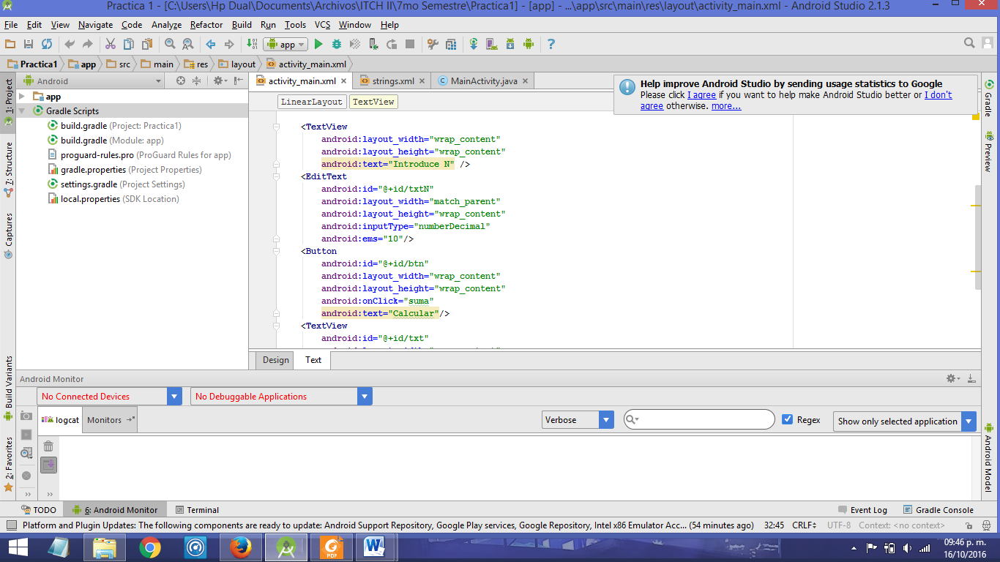 Practica 1 - [C:\Users\Hp Dual\Documents\Archivos\ITCH II\7mo Semestre\Practica1] - [app] - ...\app\src\main\res\layout\activity_main.xml - Android Studio 2.1.3
File Edit View Navigate Code Analyze Refactor Build Run Tools VCS Window Help
app
Practica1 app src main res layout activity_main.xml
1: Project
7: Structure
Captures
Build Variants
2: Favorites
Android
app
Gradle Scripts
build.gradle (Project: Practica1)
build.gradle (Module: app)
proguard-rules.pro (ProGuard Rules for app)
gradle.properties (Project Properties)
settings.gradle (Project Settings)
local.properties (SDK Location)
activity_main.xml strings.xml MainActivity.java
LinearLayout TextView
Help improve Android Studio by sending usage statistics to Google
Please click I agree if you want to help make Android Studio better or I don't
agree otherwise. more...
<TextView
android:layout_width="wrap_content"
android:layout_height="wrap_content"
android:text="Introduce N" />
<EditText
android:id="@+id/txtN"
android:layout_width="match_parent"
android:layout_height="wrap_content"
android:inputType="numberDecimal"
android:ems="10"/>
<Button
android:id="@+id/btn"
android:layout_width="wrap_content"
android:layout_height="wrap_content"
android:onClick="suma"
android:text="Calcular"/>
<TextView
android:id="@+id/txt"
Design Text
Gradle
Preview
Android Model
Android Monitor
No Connected Devices No Debuggable Applications
logcat Monitors Verbose Regex Show only selected application
TODO 6: Android Monitor Terminal Event Log Gradle Console
Platform and Plugin Updates: The following components are ready to update: Android Support Repository, Google Play services, Google Repository, Intel x86 Emulator Acc... (54 minutes ago) 32:45 CRLF UTF-8 Context: <no context>
PDF
09:46 p. m.
16/10/2016